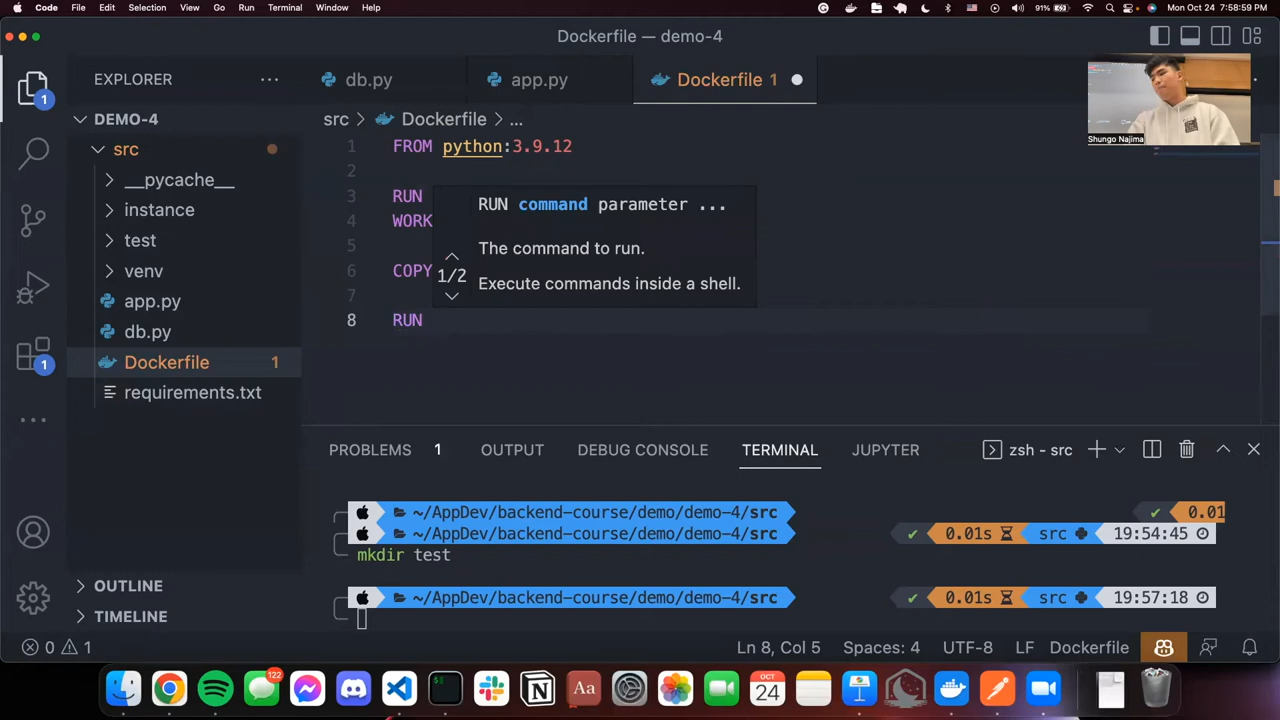 Code File Edit Selection View Go Run Terminal Window Help 91% Mon Oct 24 7:58:59 PM
Dockerfile — demo-4
EXPLORER ...
db.py
app.py
Dockerfile 1
Shungo Najima
DEMO-4
src > Dockerfile > ...
src
__pycache__
instance
test
venv
app.py
db.py
Dockerfile 1
requirements.txt
OUTLINE
TIMELINE
1
1
1 FROM python:3.9.12
2
3 RUN
4 WORK
5
6 COPY
7
8 RUN
RUN command parameter ...
The command to run.
1/2
Execute commands inside a shell.
PROBLEMS 1 OUTPUT DEBUG CONSOLE TERMINAL JUPYTER zsh - src
~/AppDev/backend-course/demo/demo-4/src ✔ 0.01
~/AppDev/backend-course/demo/demo-4/src ✔ 0.01s src 19:54:45
mkdir test
~/AppDev/backend-course/demo/demo-4/src ✔ 0.01s src 19:57:18
0 1 Ln 8, Col 5 Spaces: 4 UTF-8 LF Dockerfile
122
OCT
24
Aa